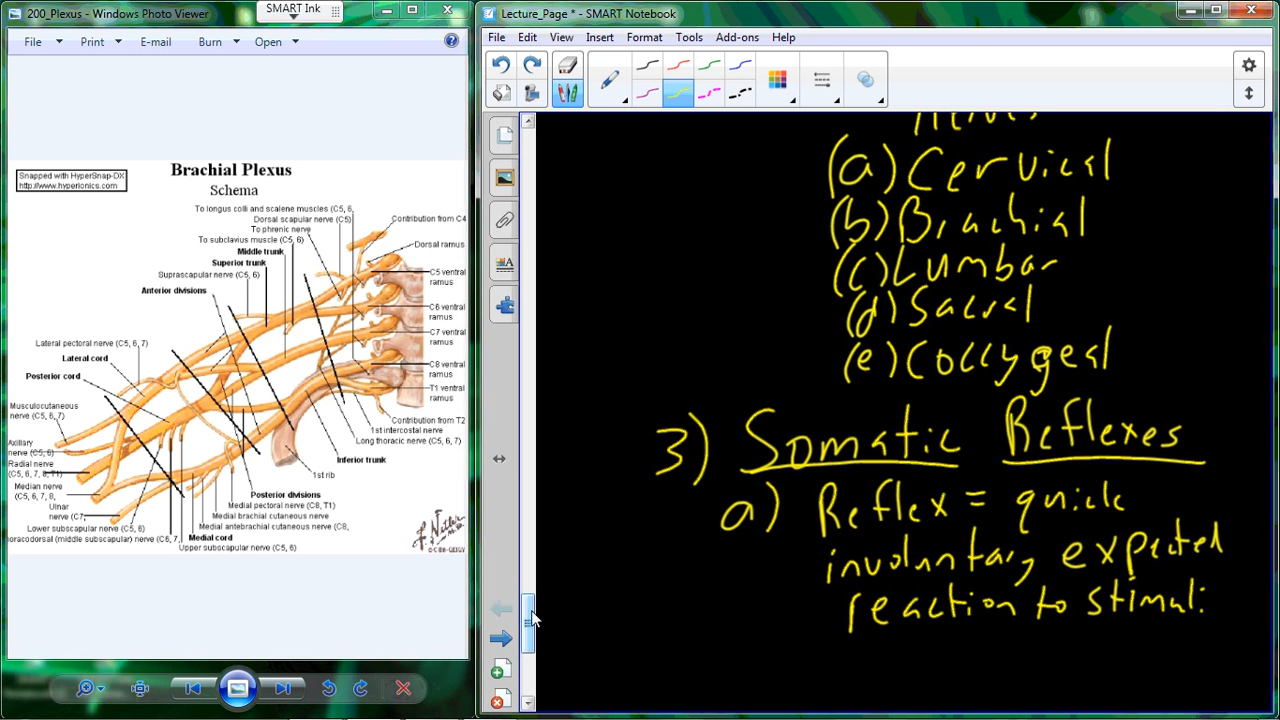 200_Plexus - Windows Photo Viewer
SMART Ink
File Print E-mail Burn Open
Brachial Plexus
Schema
Snapped with HyperSnap-DX
http://www.hyperionics.com
To longus colli and scalene muscles (C5, 6,
Dorsal scapular nerve (C5)
To phrenic nerve
To subclavius muscle (C5, 6)
Middle trunk
Superior trunk
Suprascapular nerve (C5, 6)
Anterior divisions
Contribution from C4
Dorsal ramus
C5 ventral
ramus
C6 ventral
ramus
C7 ventral
ramus
C8 ventral
ramus
T1 ventral
ramus
Lateral pectoral nerve (C5, 6, 7)
Lateral cord
Posterior cord
Musculocutaneous
nerve (C5, 6, 7)
Axillary
nerve (C5, 6)
Radial nerve
(C5, 6, 7, 8, T1)
Median nerve
(C5, 6, 7, 8,
Ulnar
nerve (C7,
Lower subscapular nerve (C5, 6)
horacodorsal (middle subscapular) nerve (C6, 7,
Medial cord
Upper subscapular nerve (C5, 6)
Contribution from T2
1st intercostal nerve
Long thoracic nerve (C5, 6, 7)
Inferior trunk
1st rib
Posterior divisions
Medial pectoral nerve (C8, T1)
Medial brachial cutaneous nerve
Medial antebrachial cutaneous nerve (C8,
Lecture_Page * - SMART Notebook
File Edit View Insert Format Tools Add-ons Help
(a) Cervical
(b) Brachial
(c) Lumbar
(d) Sacral
(e) Coccygeal
3) Somatic Reflexes
a) Reflex = quick
involuntary expected
reaction to stimuli